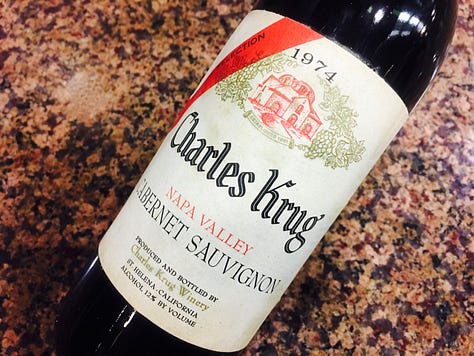 1974
Charles Krug
NAPA VALLEY
CABERNET SAUVIGNON
PRODUCED AND BOTTLED BY
Charles Krug Winery
ST. HELENA, CALIFORNIA
ALCOHOL 12% BY VOLUME